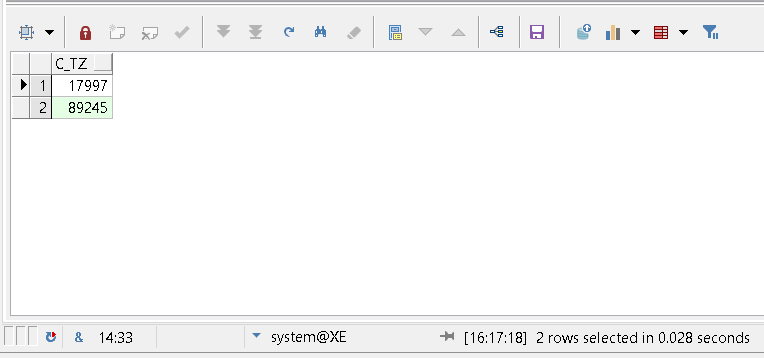 C_TZ
1 17997
2 89245
& 14:33 system@XE [16:17:18] 2 rows selected in 0.028 seconds